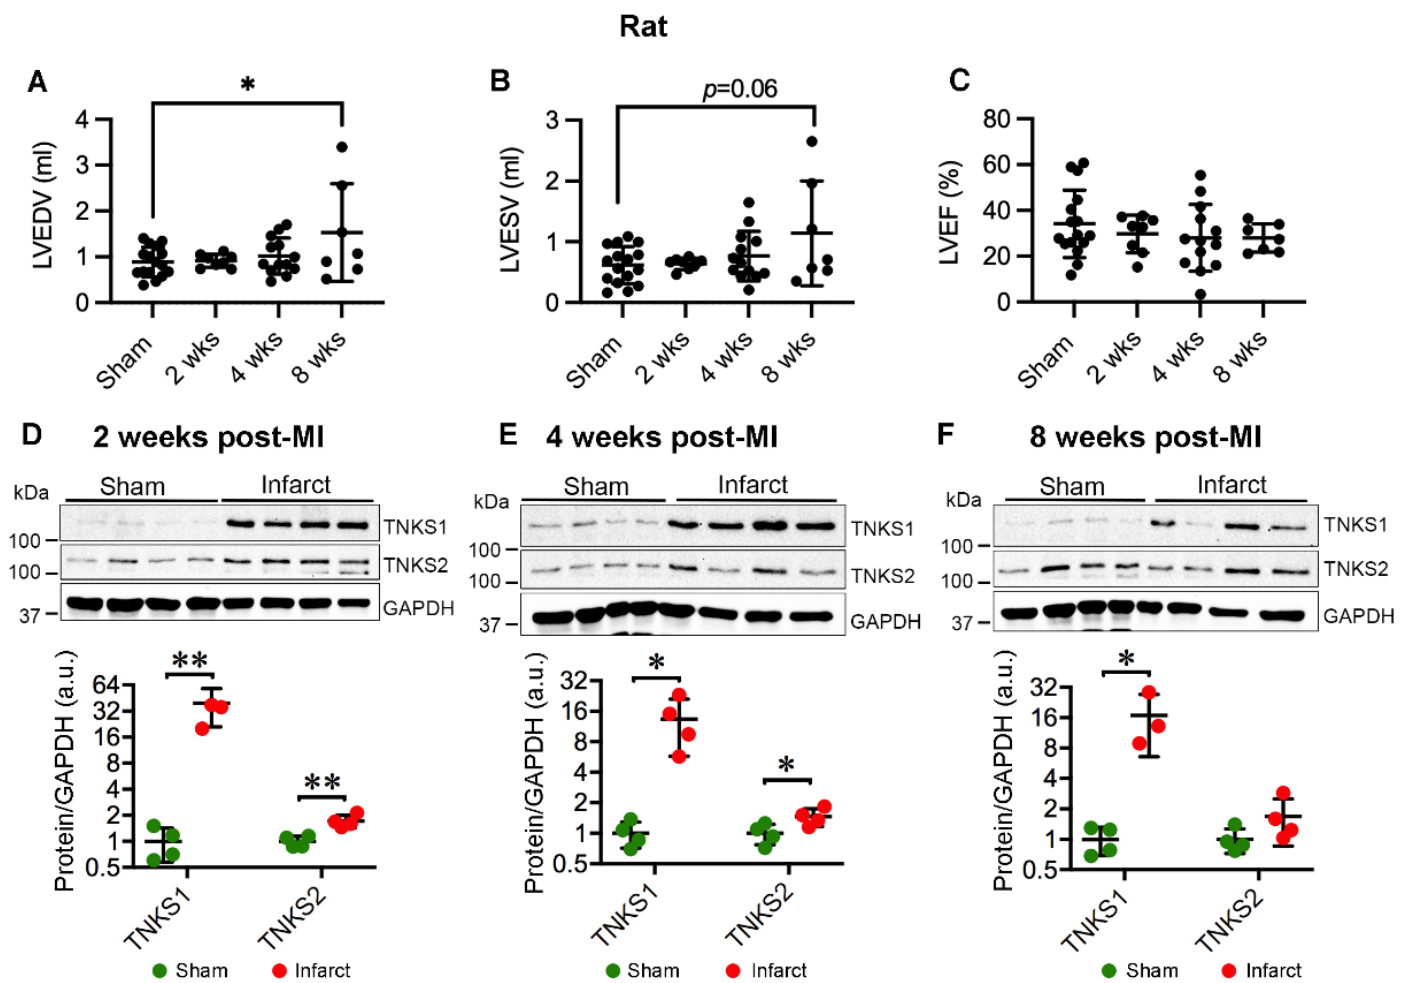 Rat
A
*
LVEDV (ml)
4
3
2
1
0
Sham
2 wks
4 wks
8 wks
B
p=0.06
LVESV (ml)
3
2
1
0
Sham
2 wks
4 wks
8 wks
C
LVEF (%)
80
60
40
20
0
Sham
2 wks
4 wks
8 wks
D 2 weeks post-MI
kDa
Sham Infarct
TNKS1
100
TNKS2
100
GAPDH
37
Protein/GAPDH (a.u.)
64
32
16
8
4
2
1
0.5
**
**
TNKS1
TNKS2
Sham Infarct
E 4 weeks post-MI
kDa
Sham Infarct
TNKS1
100
TNKS2
100
GAPDH
37
Protein/GAPDH (a.u.)
32
16
8
4
2
1
0.5
*
*
TNKS1
TNKS2
Sham Infarct
F 8 weeks post-MI
kDa
Sham Infarct
TNKS1
100
TNKS2
100
GAPDH
37
Protein/GAPDH (a.u.)
32
16
8
4
2
1
0.5
*
TNKS1
TNKS2
Sham Infarct